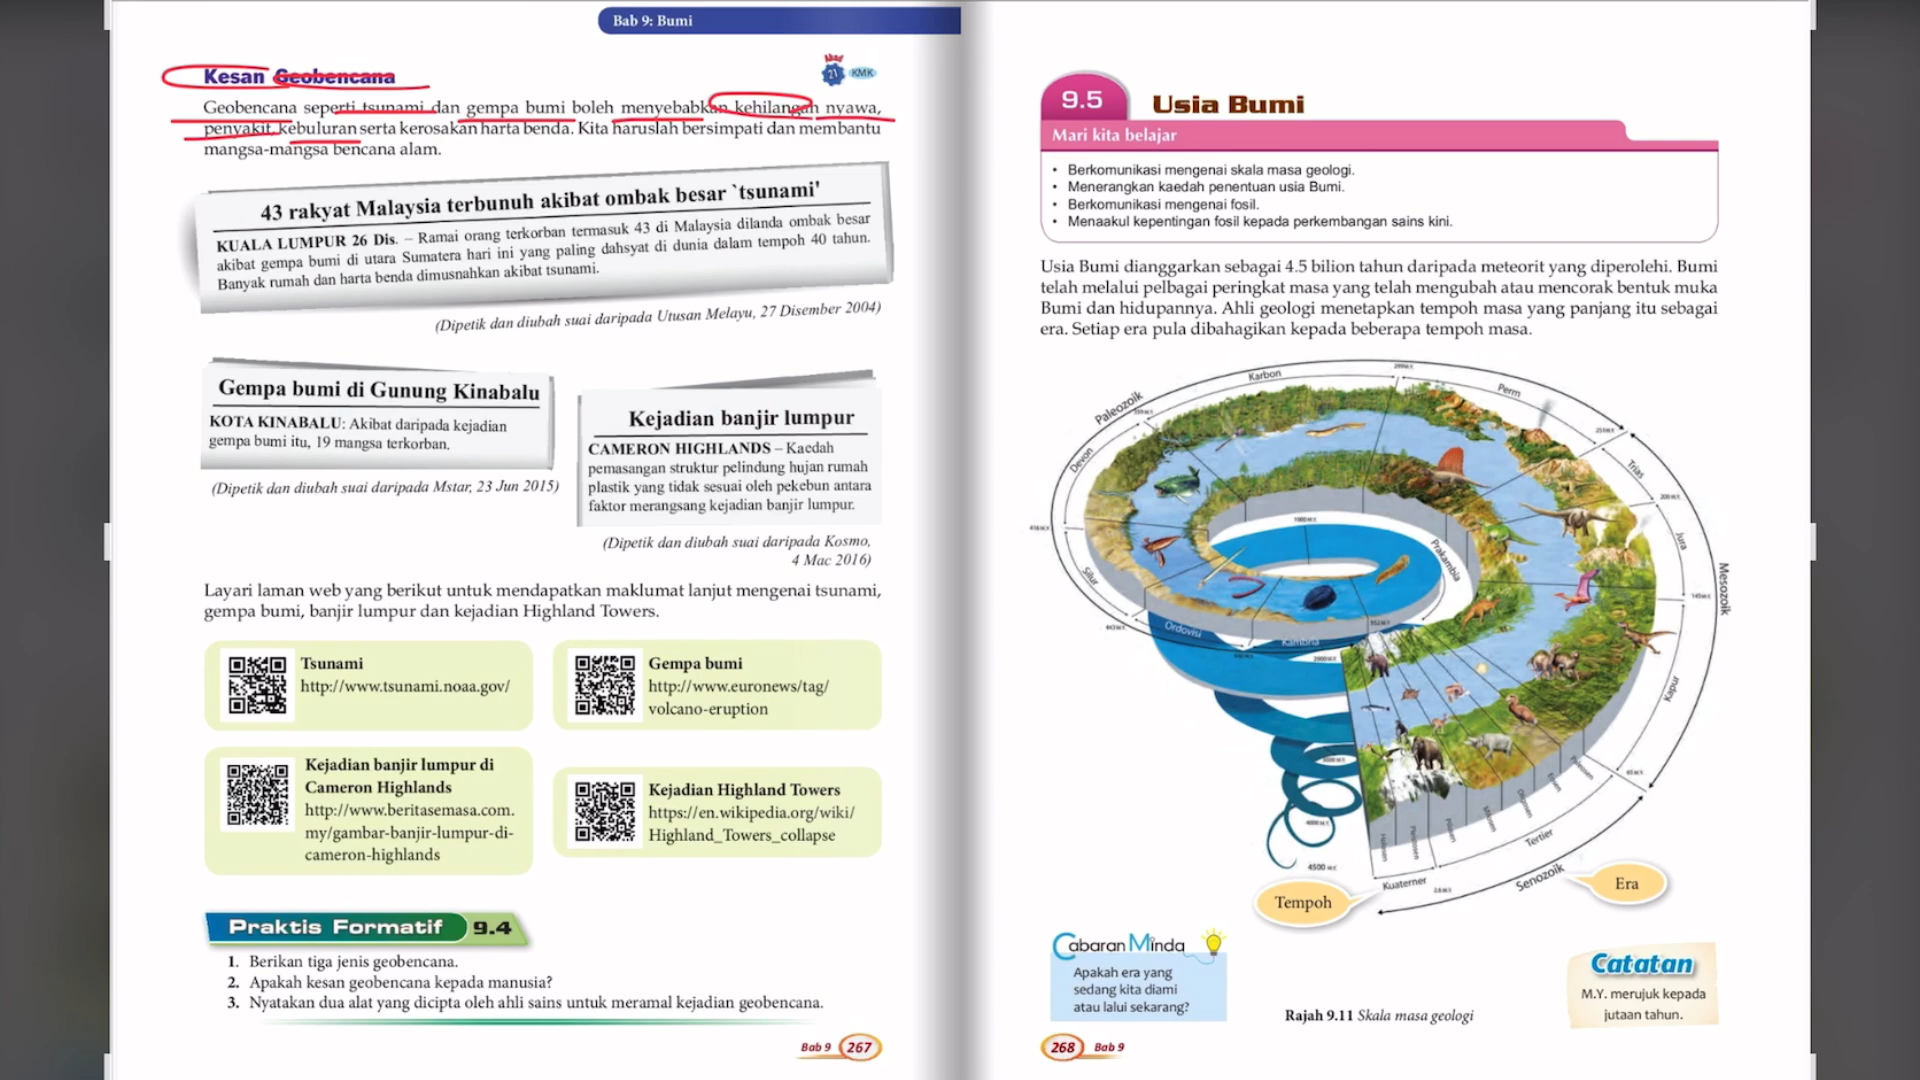 Bab 9: Bumi
Kesan Geobencana
21 KMK
Geobencana seperti tsunami dan gempa bumi boleh menyebabkan kehilangan nyawa,
penyakit, kebuluran serta kerosakan harta benda. Kita haruslah bersimpati dan membantu
mangsa-mangsa bencana alam.
43 rakyat Malaysia terbunuh akibat ombak besar `tsunami'
KUALA LUMPUR 26 Dis. – Ramai orang terkorban termasuk 43 di Malaysia dilanda ombak besar
akibat gempa bumi di utara Sumatera hari ini yang paling dahsyat di dunia dalam tempoh 40 tahun.
Banyak rumah dan harta benda dimusnahkan akibat tsunami.
(Dipetik dan diubah suai daripada Utusan Melayu, 27 Disember 2004)
Gempa bumi di Gunung Kinabalu
KOTA KINABALU: Akibat daripada kejadian
gempa bumi itu, 19 mangsa terkorban.
(Dipetik dan diubah suai daripada Mstar, 23 Jun 2015)
Kejadian banjir lumpur
CAMERON HIGHLANDS – Kaedah
pemasangan struktur pelindung hujan rumah
plastik yang tidak sesuai oleh pekebun antara
faktor merangsang kejadian banjir lumpur.
(Dipetik dan diubah suai daripada Kosmo,
4 Mac 2016)
Layari laman web yang berikut untuk mendapatkan maklumat lanjut mengenai tsunami,
gempa bumi, banjir lumpur dan kejadian Highland Towers.
Tsunami
http://www.tsunami.noaa.gov/
Gempa bumi
http://www.euronews/tag/
volcano-eruption
Kejadian banjir lumpur di
Cameron Highlands
http://www.beritasemasa.com.
my/gambar-banjir-lumpur-di-
cameron-highlands
Kejadian Highland Towers
https://en.wikipedia.org/wiki/
Highland_Towers_collapse
Praktis Formatif 9.4
1. Berikan tiga jenis geobencana.
2. Apakah kesan geobencana kepada manusia?
3. Nyatakan dua alat yang dicipta oleh ahli sains untuk meramal kejadian geobencana.
Bab 9 267
9.5 Usia Bumi
Mari kita belajar
• Berkomunikasi mengenai skala masa geologi.
• Menerangkan kaedah penentuan usia Bumi.
• Berkomunikasi mengenai fosil.
• Menaakul kepentingan fosil kepada perkembangan sains kini.
Usia Bumi dianggarkan sebagai 4.5 bilion tahun daripada meteorit yang diperolehi. Bumi
telah melalui pelbagai peringkat masa yang telah mengubah atau mencorak bentuk muka
Bumi dan hidupannya. Ahli geologi menetapkan tempoh masa yang panjang itu sebagai
era. Setiap era pula dibahagikan kepada beberapa tempoh masa.
Paleozoik
Karbon
Perm
Devon
Trias
Jura
Silur
Prakambia
Mesozoik
Ordovisi
Kambria
Kapur
Tertier
Kuaterner
Senozoik
4500
Tempoh
Era
Cabaran Minda
Apakah era yang
sedang kita diami
atau lalui sekarang?
Rajah 9.11 Skala masa geologi
Catatan
M.Y. merujuk kepada
jutaan tahun.
268 Bab 9